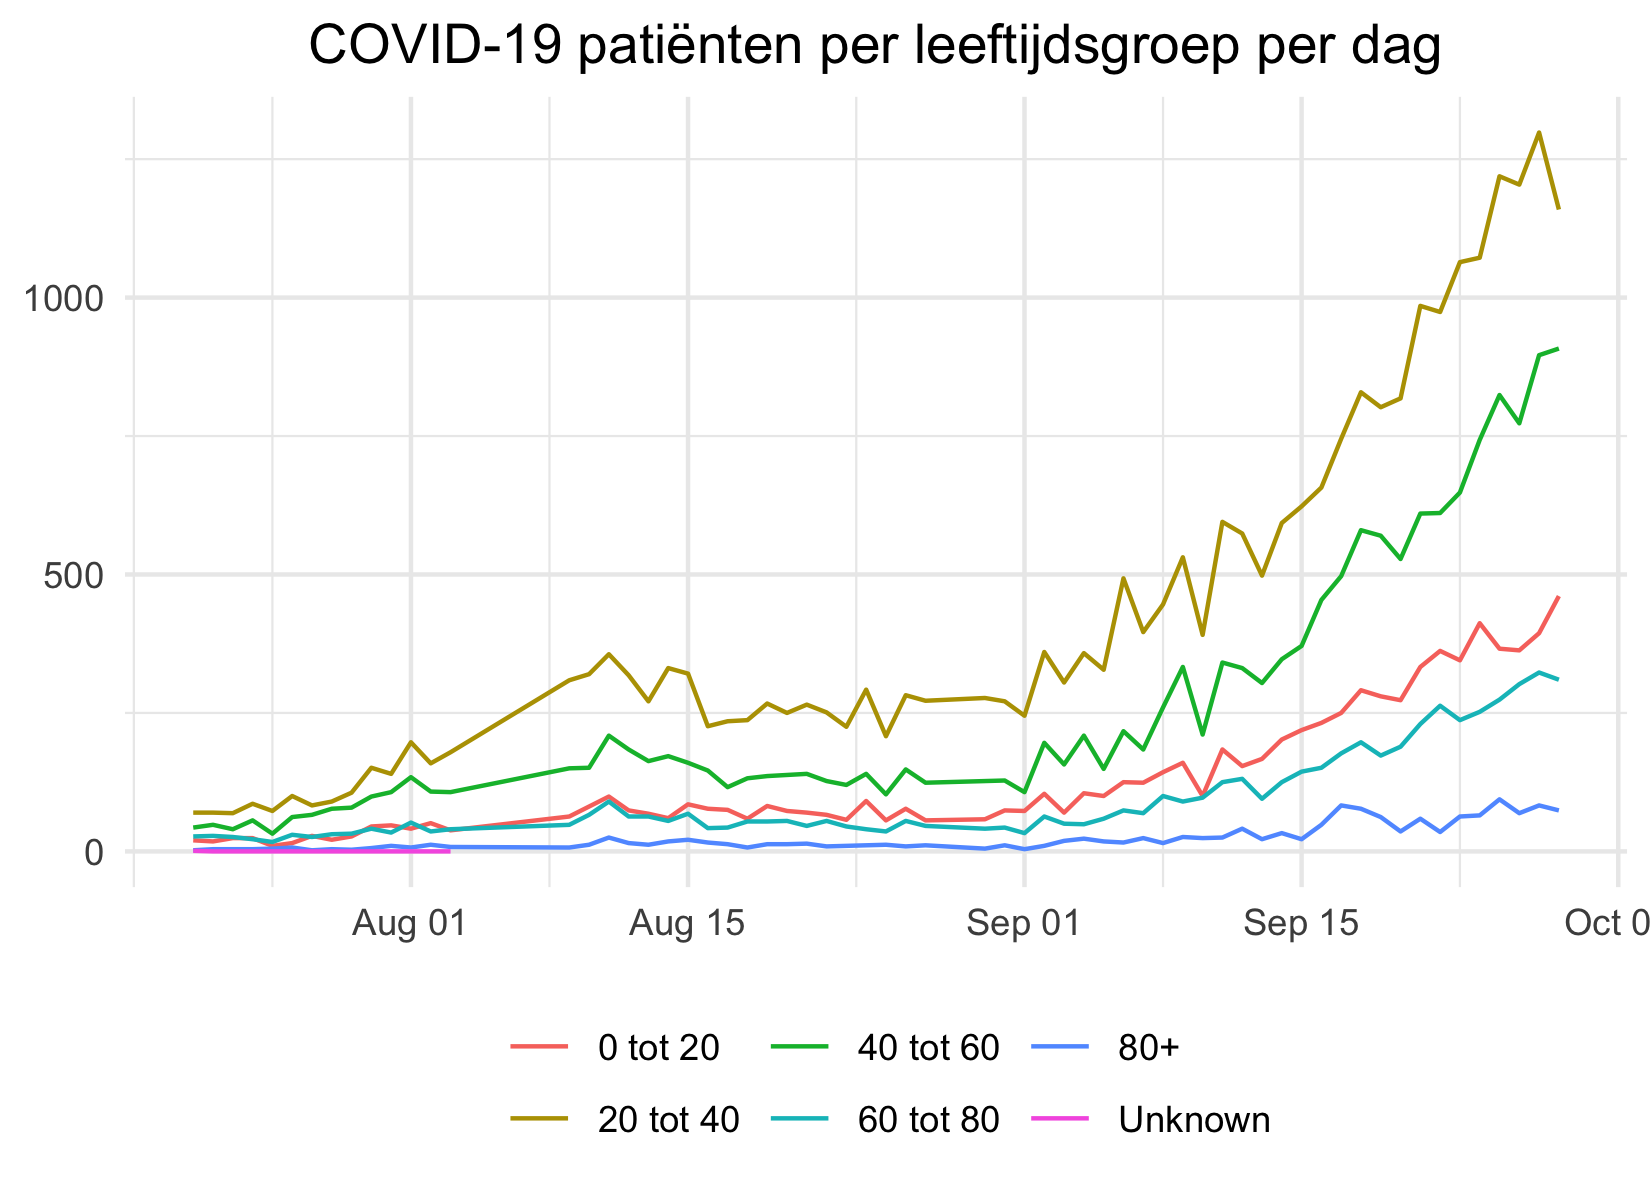 COVID-19 patiënten per leeftijdsgroep per dag
1000
500
0
Aug 01 Aug 15 Sep 01 Sep 15 Oct 0
0 tot 20 40 tot 60 80+
20 tot 40 60 tot 80 Unknown